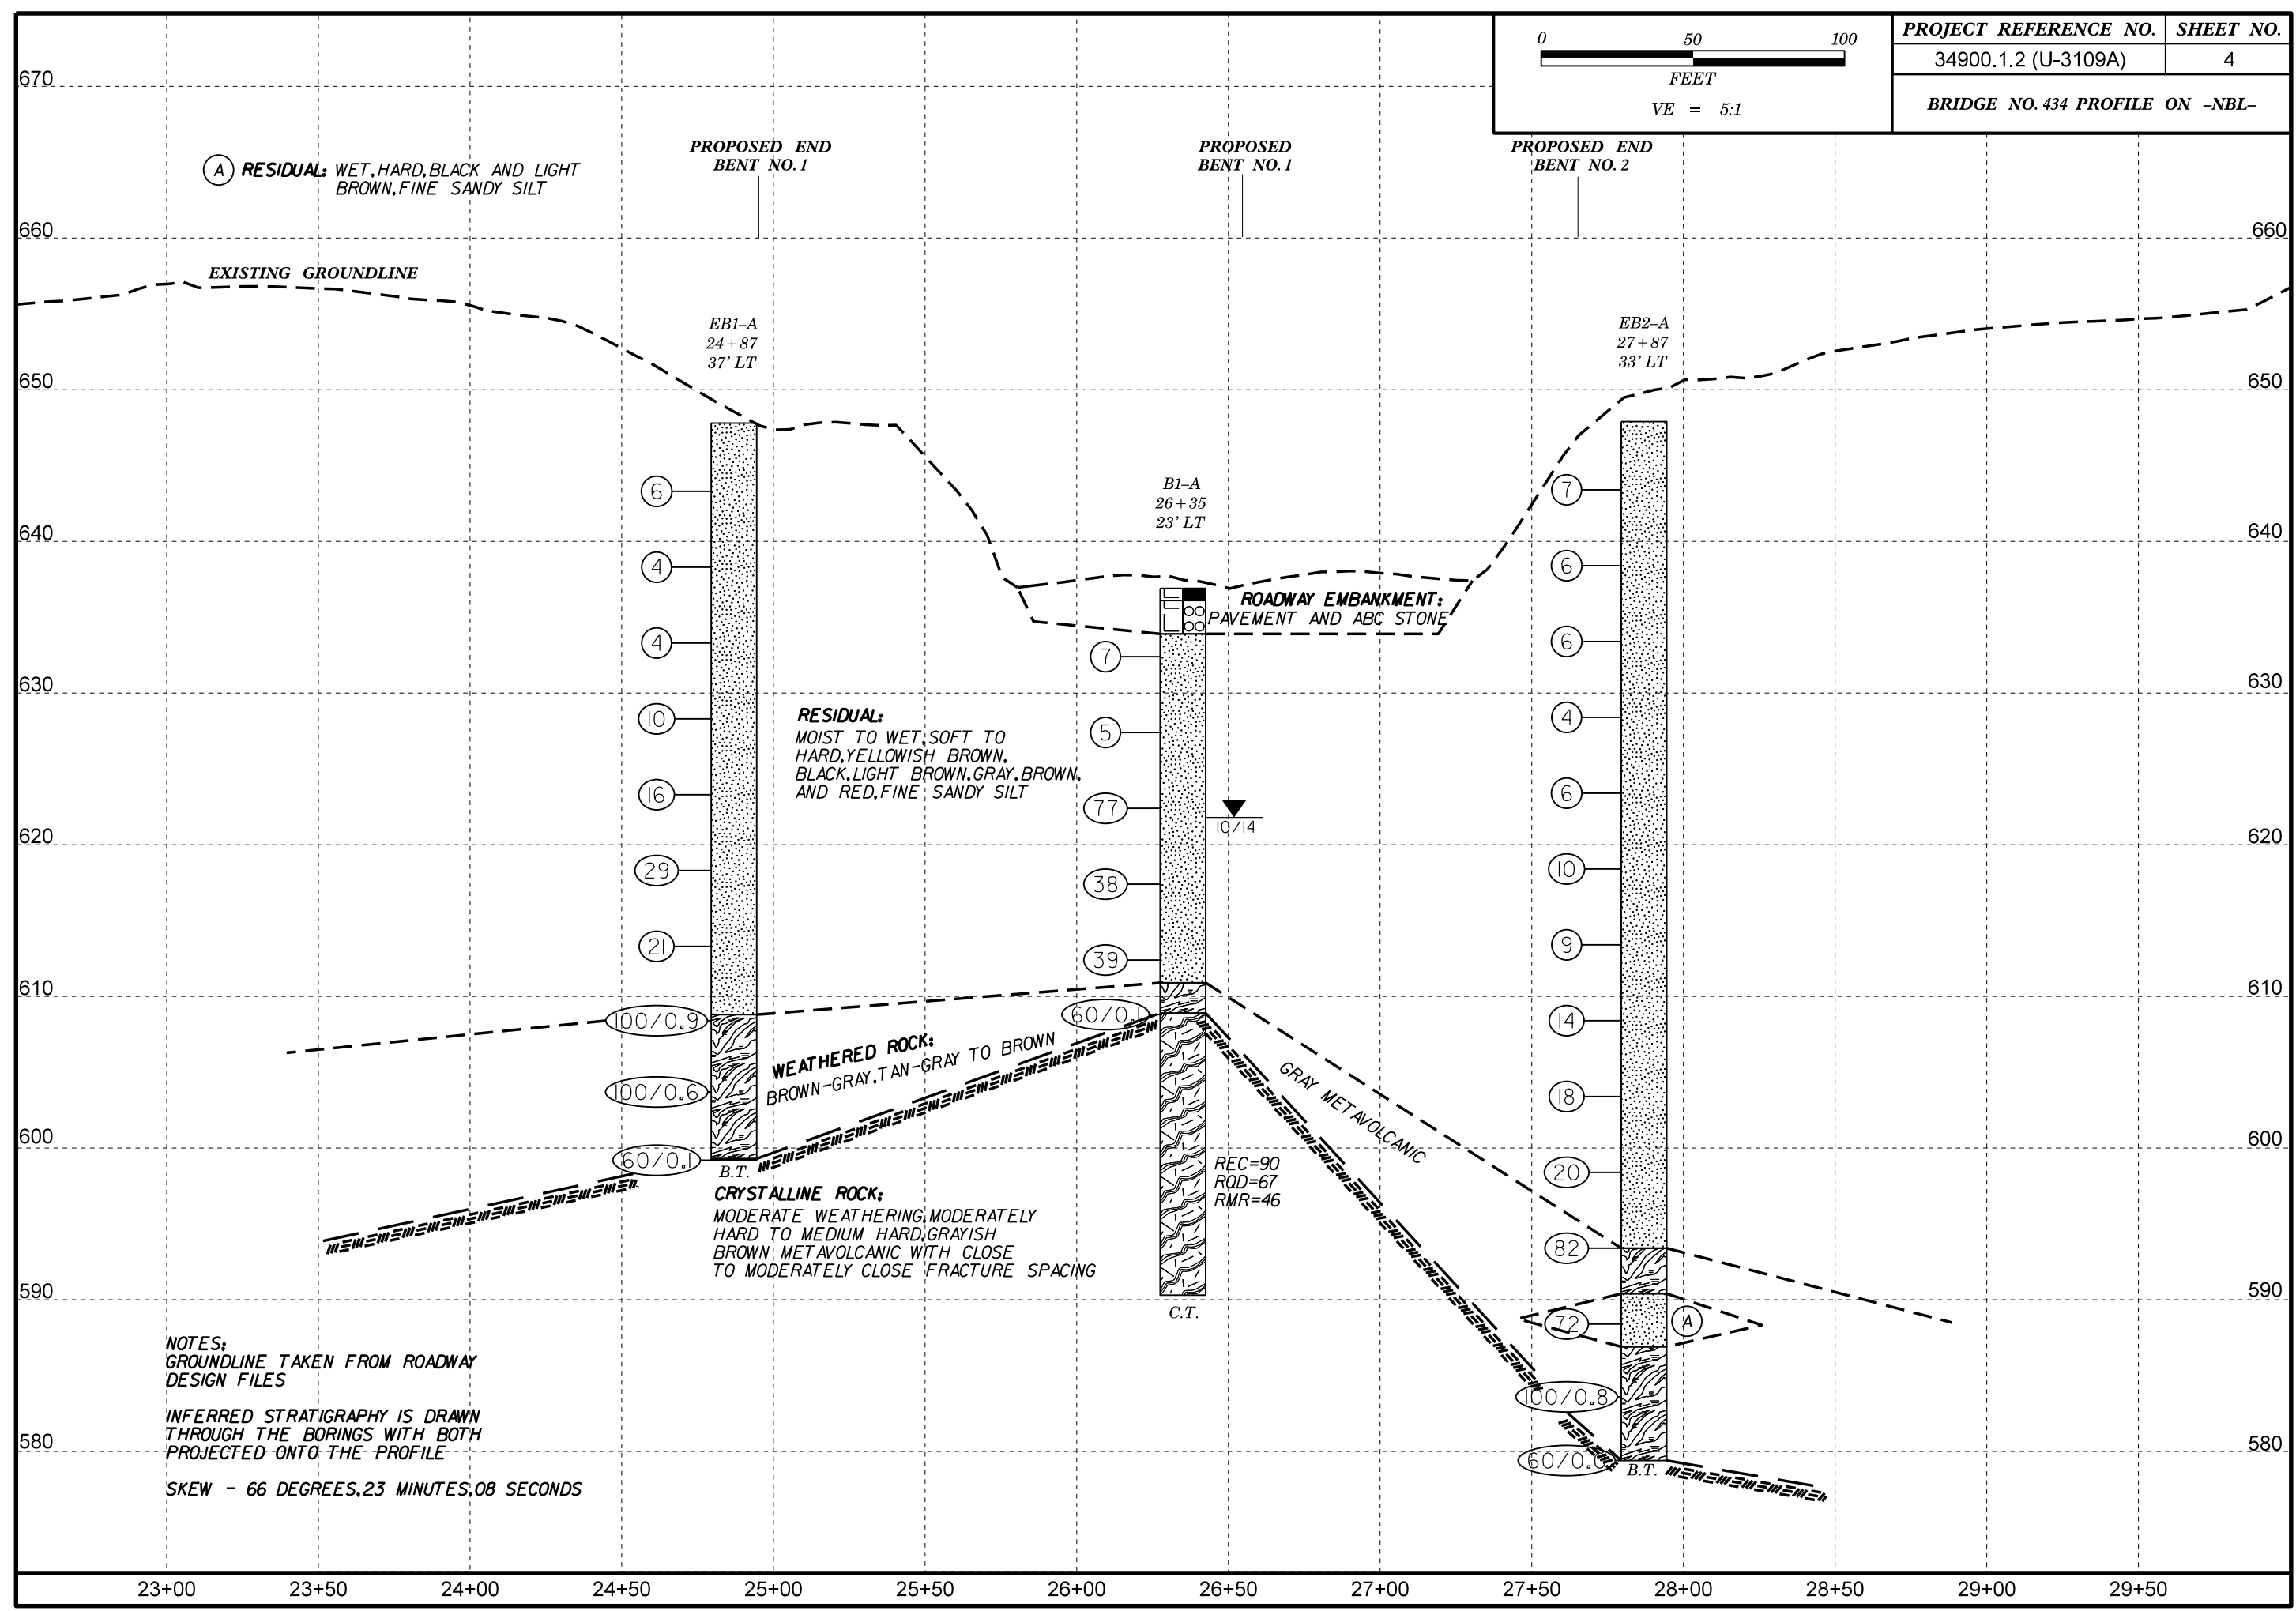 0 50 100
FEET
VE = 5:1
PROJECT REFERENCE NO. SHEET NO.
34900.1.2 (U-3109A) 4
BRIDGE NO. 434 PROFILE ON -NBL-
670
PROPOSED END
BENT NO. 1
PROPOSED
BENT NO. 1
PROPOSED END
BENT NO. 2
A RESIDUAL: WET, HARD, BLACK AND LIGHT
BROWN, FINE SANDY SILT
660 660
EXISTING GROUNDLINE
EB1-A
24+87
37' LT
EB2-A
27+87
33' LT
650 650
B1-A
26+35
23' LT
6
4
4
10
16
29
21
100/0.9
100/0.6
60/0.1
B.T.
640 640
ROADWAY EMBANKMENT:
PAVEMENT AND ABC STONE
7
5
77
38
39
C.T.
10/14
630 630
RESIDUAL:
MOIST TO WET, SOFT TO
HARD, YELLOWISH BROWN,
BLACK, LIGHT BROWN, GRAY, BROWN,
AND RED, FINE SANDY SILT
620 620
7
6
6
4
6
10
9
14
18
20
82
72
A
100/0.8
B.T.
610 610
WEATHERED ROCK:
BROWN-GRAY, TAN-GRAY TO BROWN
GRAY METAVOLCANIC
600 600
REC=90
RQD=67
RMR=46
CRYSTALLINE ROCK:
MODERATE WEATHERING, MODERATELY
HARD TO MEDIUM HARD, GRAYISH
BROWN METAVOLCANIC WITH CLOSE
TO MODERATELY CLOSE FRACTURE SPACING
590 590
NOTES:
GROUNDLINE TAKEN FROM ROADWAY
DESIGN FILES
INFERRED STRATIGRAPHY IS DRAWN
THROUGH THE BORINGS WITH BOTH
PROJECTED ONTO THE PROFILE
580 580
SKEW - 66 DEGREES, 23 MINUTES, 08 SECONDS
23+00 23+50 24+00 24+50 25+00 25+50 26+00 26+50 27+00 27+50 28+00 28+50 29+00 29+50